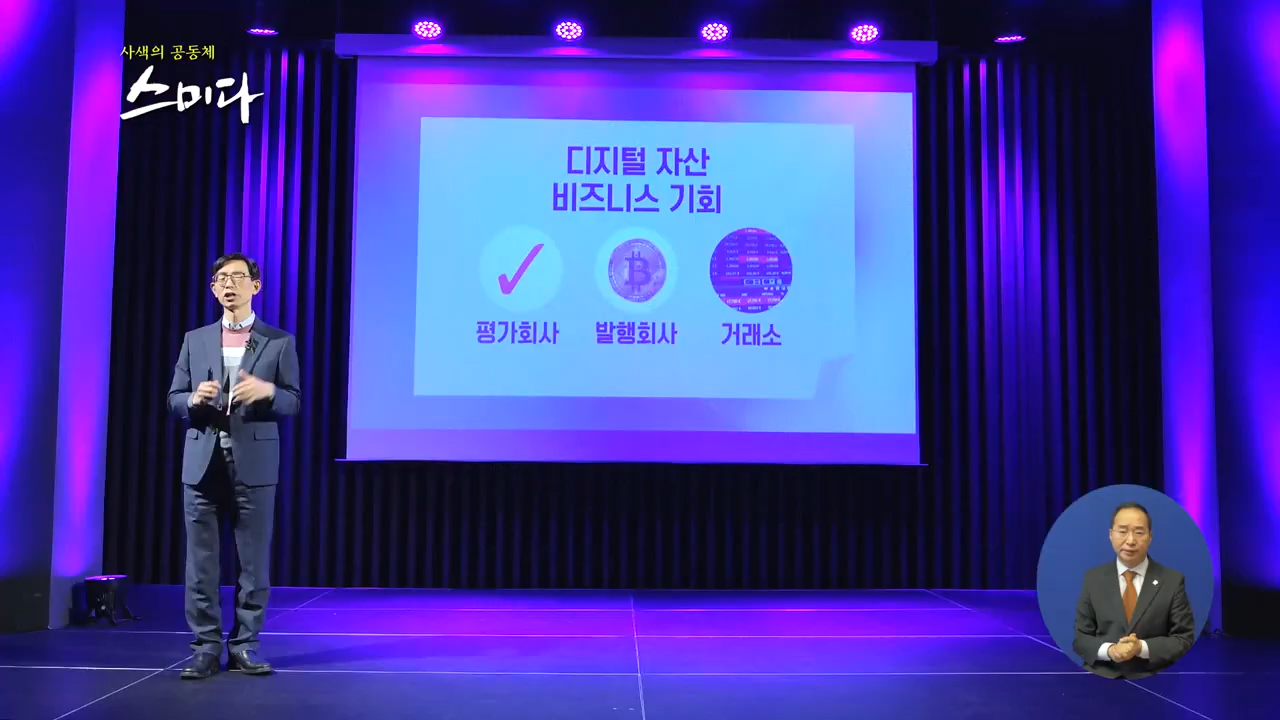 사색의 공동체
스미다
디지털 자산
비즈니스 기회
평가회사
발행회사
거래소